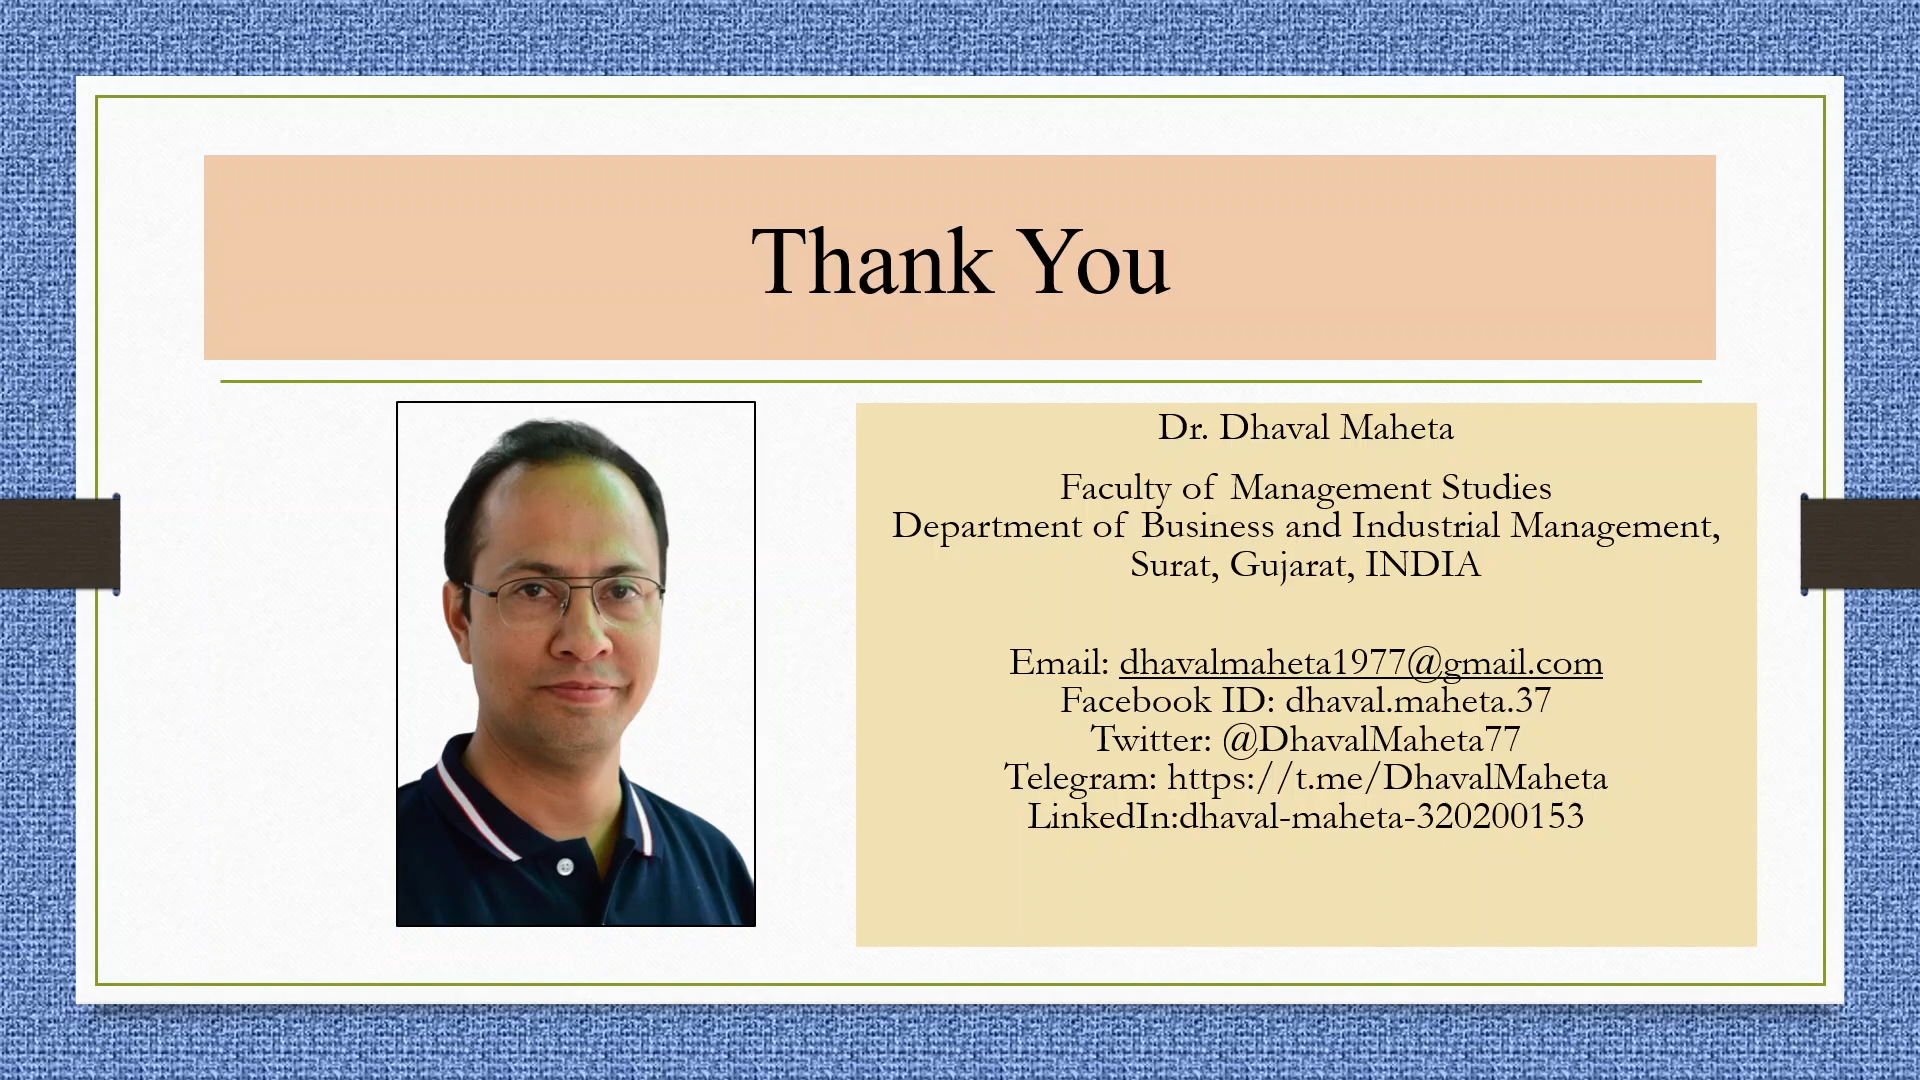 Thank You
Dr. Dhaval Maheta
Faculty of Management Studies
Department of Business and Industrial Management,
Surat, Gujarat, INDIA
Email: dhavalmaheta1977@gmail.com
Facebook ID: dhaval.maheta.37
Twitter: @DhavalMaheta77
Telegram: https://t.me/DhavalMaheta
LinkedIn:dhaval-maheta-320200153